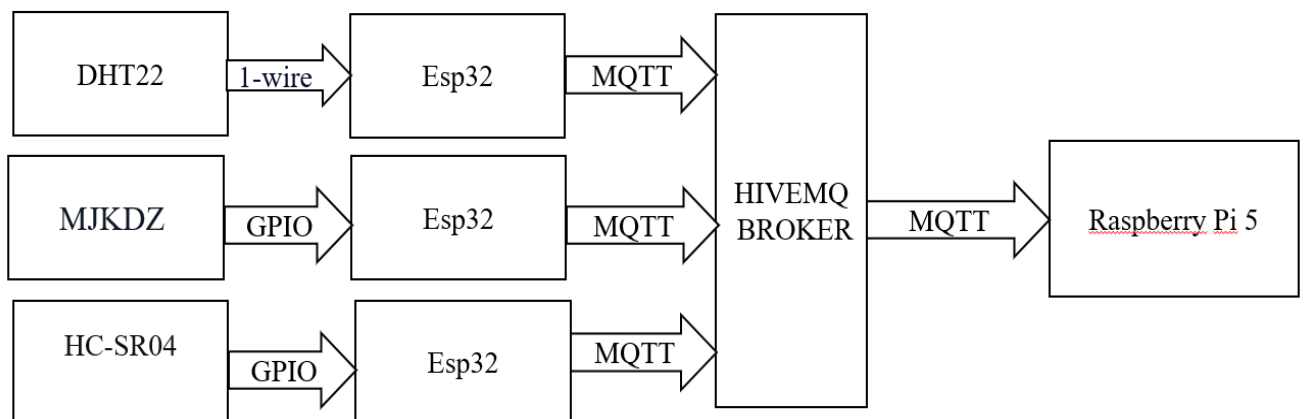 DHT22
1-wire
Esp32
MQTT
MJKDZ
GPIO
Esp32
MQTT
HC-SR04
GPIO
Esp32
MQTT
HIVEMQ
BROKER
MQTT
Raspberry Pi 5